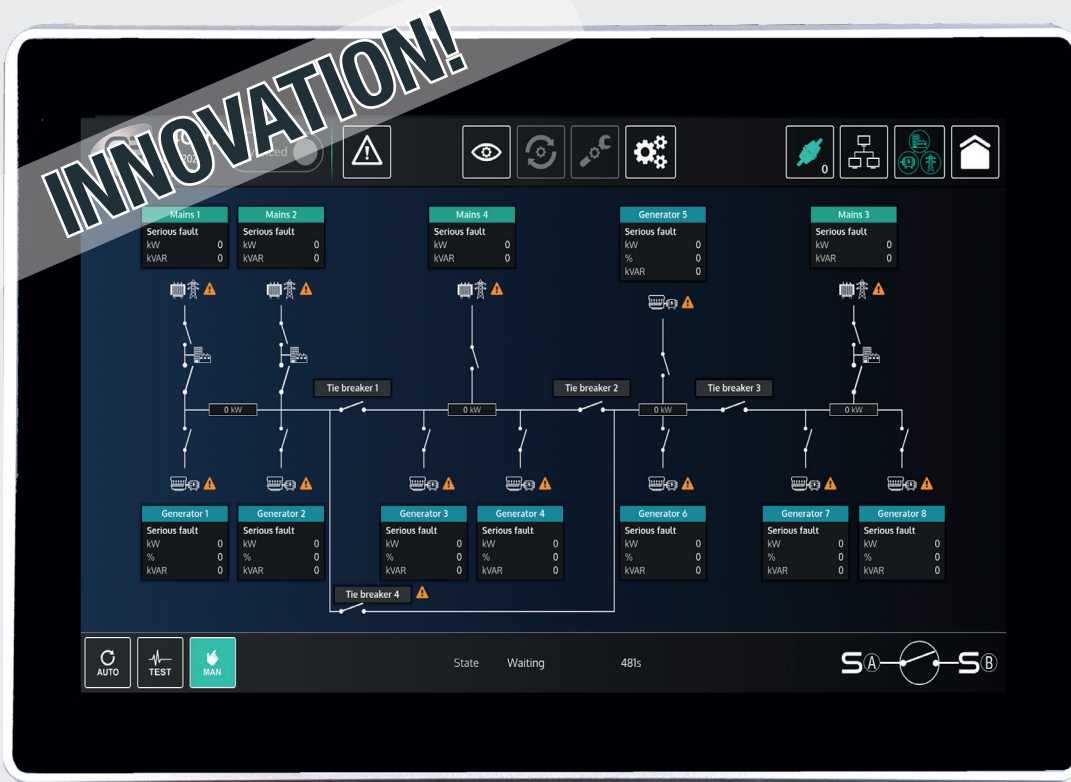 INNOVATION!
Mains 1
Serious fault
kW 0
kVAR 0
Mains 2
Serious fault
kW 0
kVAR 0
Mains 4
Serious fault
kW 0
kVAR 0
Generator 5
Serious fault
kW 0
% 0
kVAR 0
Mains 3
Serious fault
kW 0
kVAR 0
0
Tie breaker 1
Tie breaker 2
Tie breaker 3
0 kW
0 kW
0 kW
0 kW
Generator 1
Serious fault
kW 0
% 0
kVAR 0
Generator 2
Serious fault
kW 0
% 0
kVAR 0
Generator 3
Serious fault
kW 0
% 0
kVAR 0
Generator 4
Serious fault
kW 0
% 0
kVAR 0
Generator 6
Serious fault
kW 0
% 0
kVAR 0
Generator 7
Serious fault
kW 0
% 0
kVAR 0
Generator 8
Serious fault
kW 0
% 0
kVAR 0
Tie breaker 4
AUTO
TEST
MAN
State Waiting 481s
S A S B